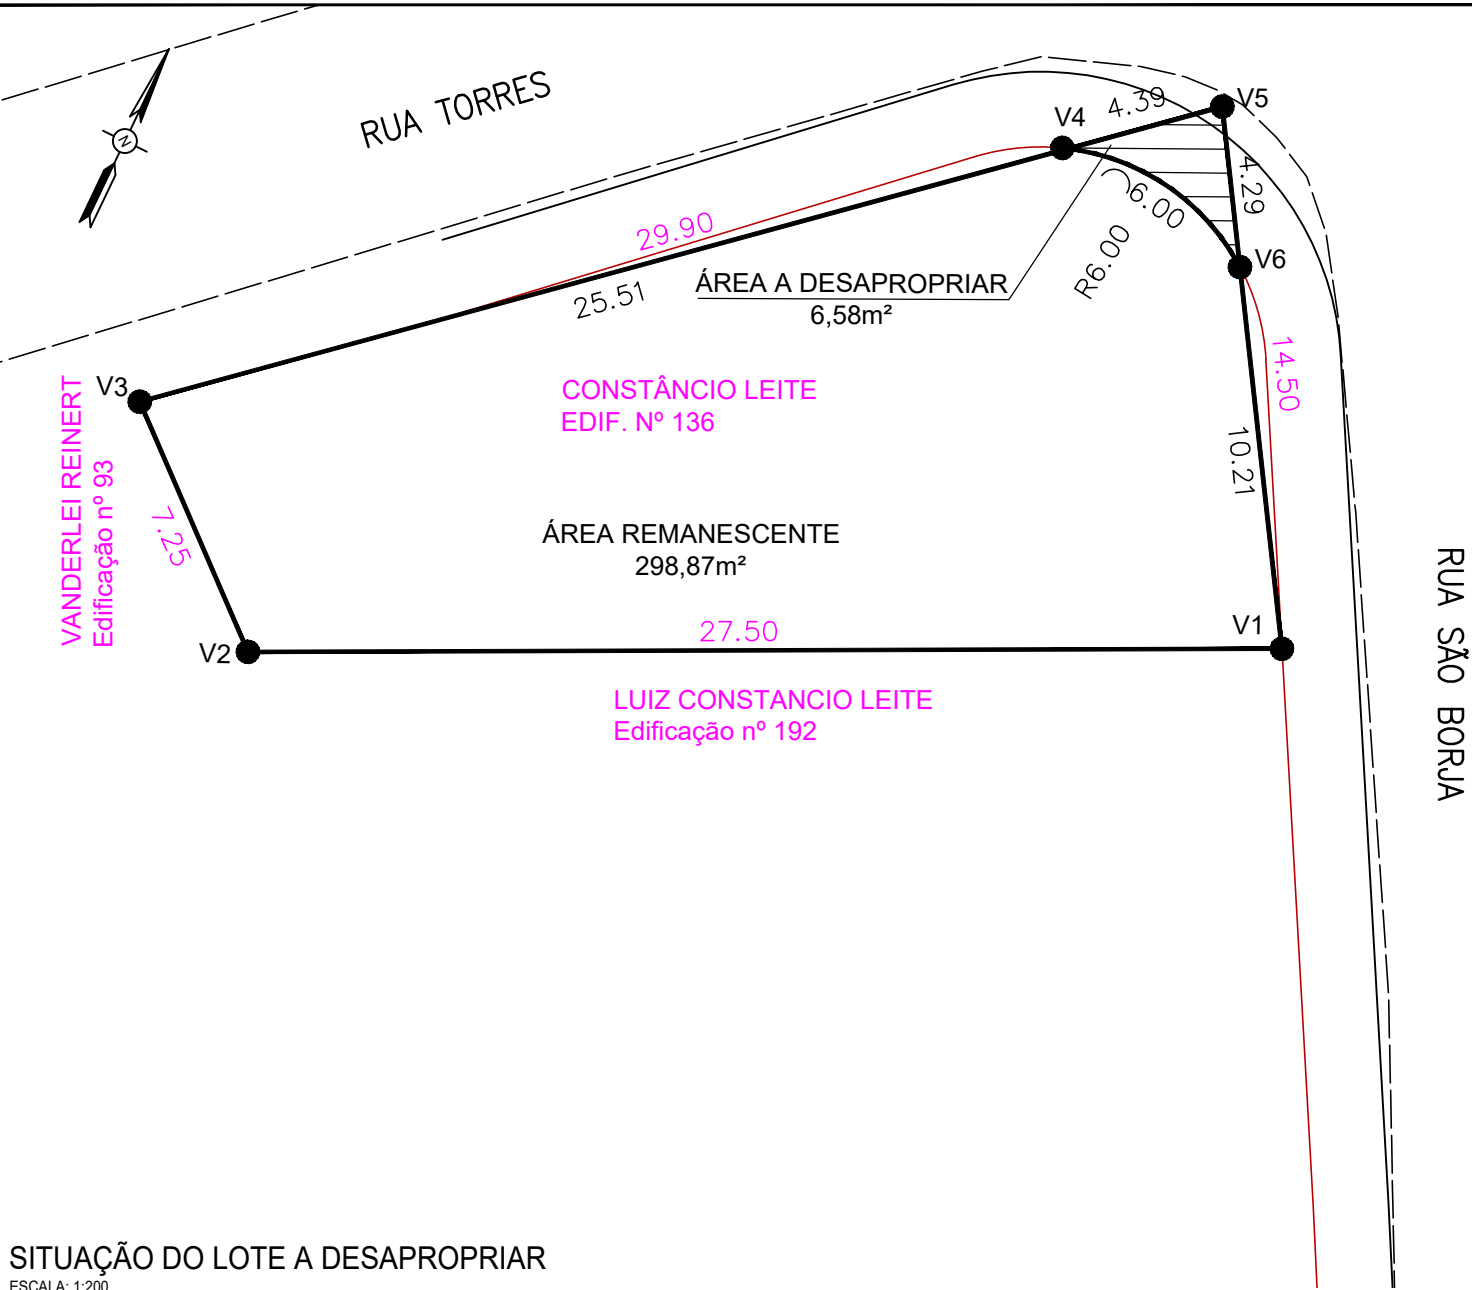 RUA TORRES
N
V4
4.39
V5
4.29
6.00
R6.00
V6
29.90
25.51
ÁREA A DESAPROPRIAR
6,58m²
14.50
V3
CONSTÂNCIO LEITE
EDIF. Nº 136
VANDERLEI REINERT
Edificação nº 93
7.25
10.21
ÁREA REMANESCENTE
298,87m²
RUA SÃO BORJA
V2
27.50
V1
LUIZ CONSTANCIO LEITE
Edificação nº 192
SITUAÇÃO DO LOTE A DESAPROPRIAR
ESCALA: 1:200